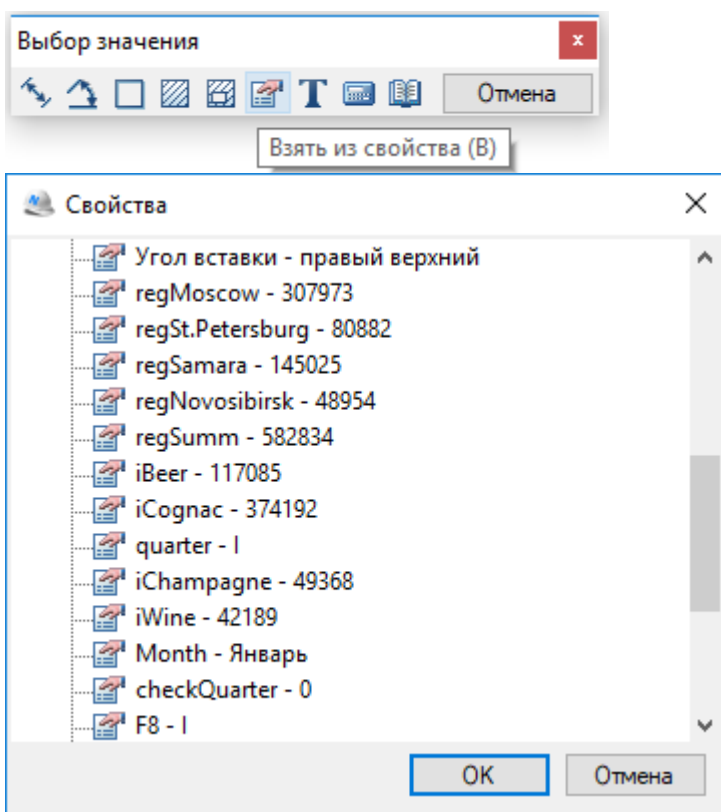 Выбор значения
Отмена
Взять из свойства (B)
Свойства
Угол вставки - правый верхний
regMoscow - 307973
regSt.Petersburg - 80882
regSamara - 145025
regNovosibirsk - 48954
regSumm - 582834
iBeer - 117085
iCognac - 374192
quarter - I
iChampagne - 49368
iWine - 42189
Month - Январь
checkQuarter - 0
F8 - I
OK
Отмена